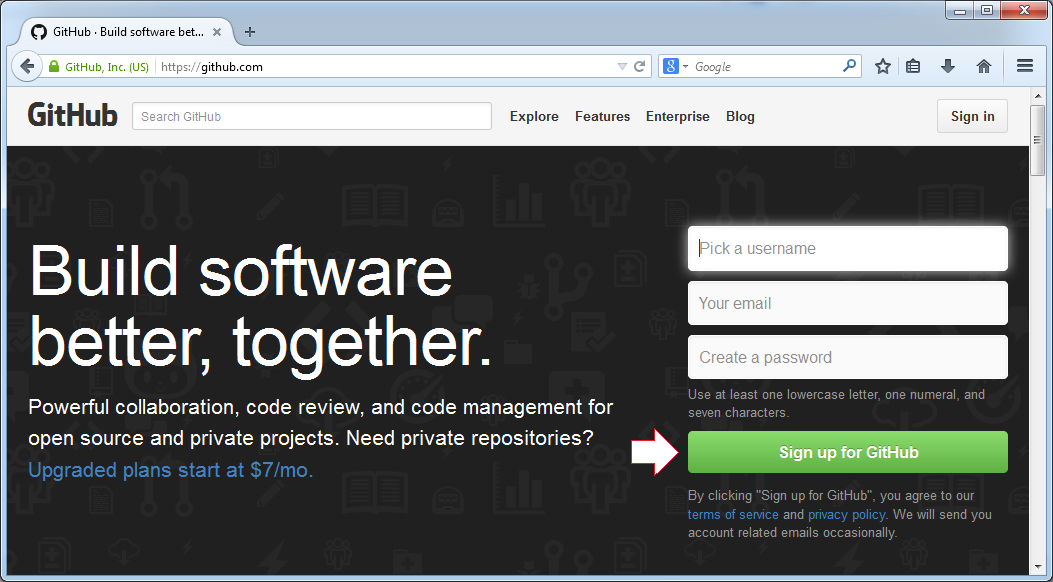 GitHub · Build software bet...
GitHub, Inc. (US) https://github.com
Google
GitHub
Search GitHub
Explore Features Enterprise Blog
Sign in
Build software
better, together.
Powerful collaboration, code review, and code management for
open source and private projects. Need private repositories?
Upgraded plans start at $7/mo.
Pick a username
Your email
Create a password
Use at least one lowercase letter, one numeral, and
seven characters.
Sign up for GitHub
By clicking "Sign up for GitHub", you agree to our
terms of service and privacy policy. We will send you
account related emails occasionally.